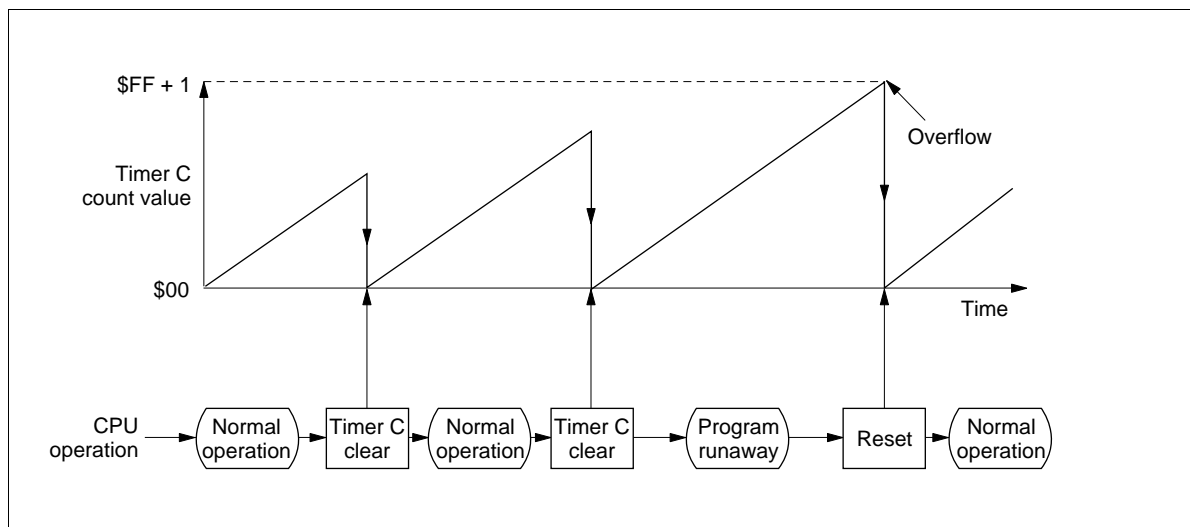 $FF + 1
Overflow
Timer C
count value
$00
Time
CPU
operation
Normal
operation
Timer C
clear
Normal
operation
Timer C
clear
Program
runaway
Reset
Normal
operation